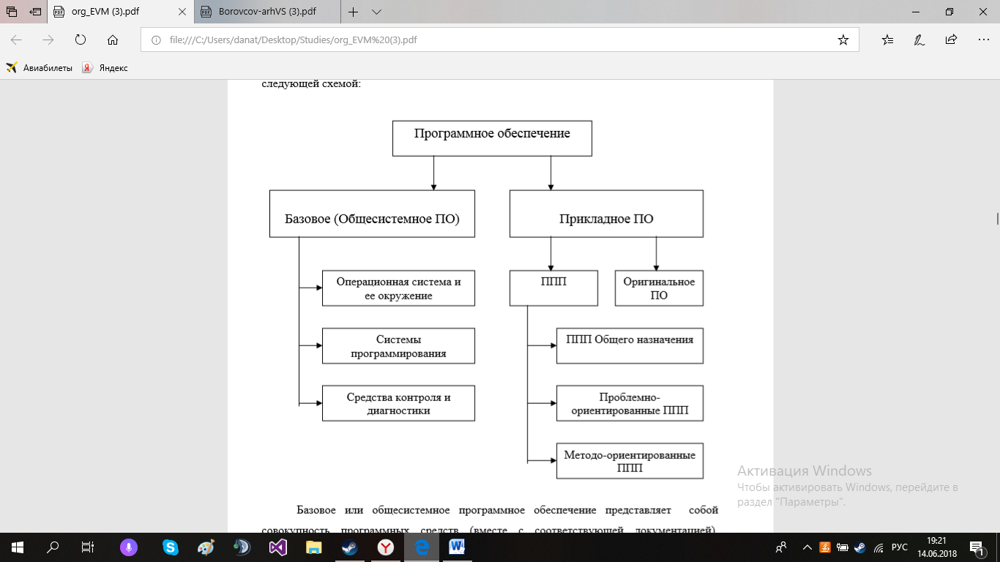 org_EVM (3).pdf
Borovcov-arhVS (3).pdf
file:///C:/Users/danat/Desktop/Studies/org_EVM%20(3).pdf
Авиабилеты
Яндекс
следующей схемой:
Программное обеспечение
Базовое (Общесистемное ПО)
Прикладное ПО
Операционная система и
ее окружение
ППП
Оригинальное
ПО
Системы
программирования
ППП Общего назначения
Средства контроля и
диагностики
Проблемно-
ориентированные ППП
Методо-ориентированные
ППП
Активация Windows
Чтобы активировать Windows, перейдите в
раздел "Параметры".
Базовое или общесистемное программное обеспечение представляет собой
совокупность программных средств (вместе с соответствующей документацией),
РУС
19:21
14.06.2018